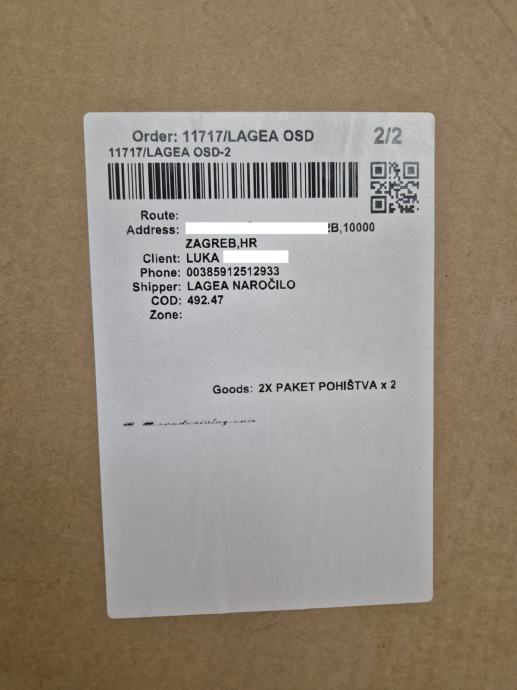 Order: 11717/LAGEA OSD 2/2
11717/LAGEA OSD-2
Route:
Address: 2B,10000
ZAGREB,HR
Client: LUKA
Phone: 00385912512933
Shipper: LAGEA NAROČILO
COD: 492.47
Zone:
Goods: 2X PAKET POHIŠTVA x 2